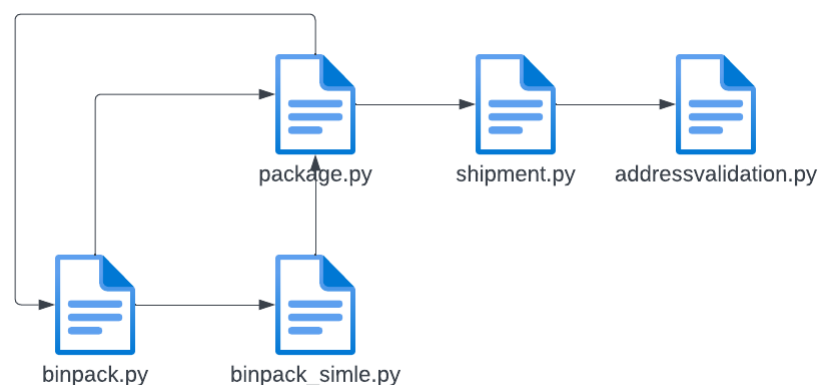 package.py
shipment.py
addressvalidation.py
binpack.py
binpack_simle.py